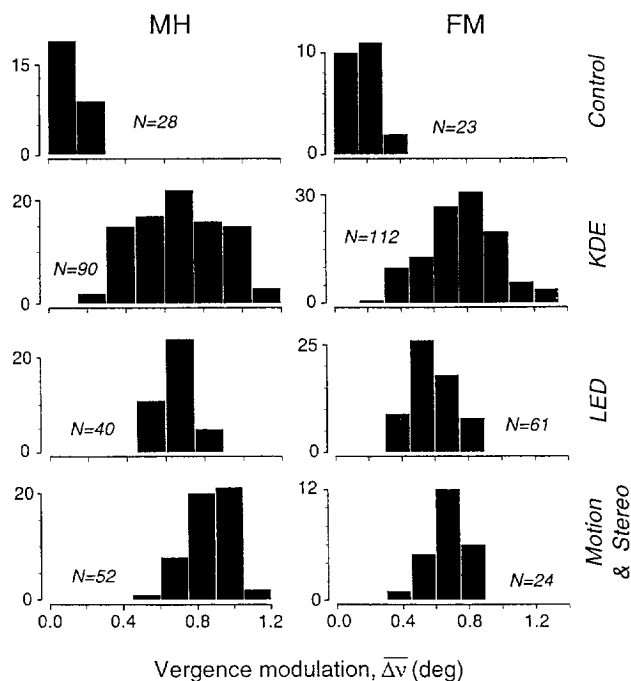 MH FM
15
0
N=28
10
0
N=23
Control
20
0
N=90
30
0
N=112
KDE
20
0
N=40
25
0
N=61
LED
20
0
N=52
12
0
N=24
Motion
& Stereo
0.0 0.4 0.8 1.2 0.0 0.4 0.8 1.2
Vergence modulation, Δν (deg)